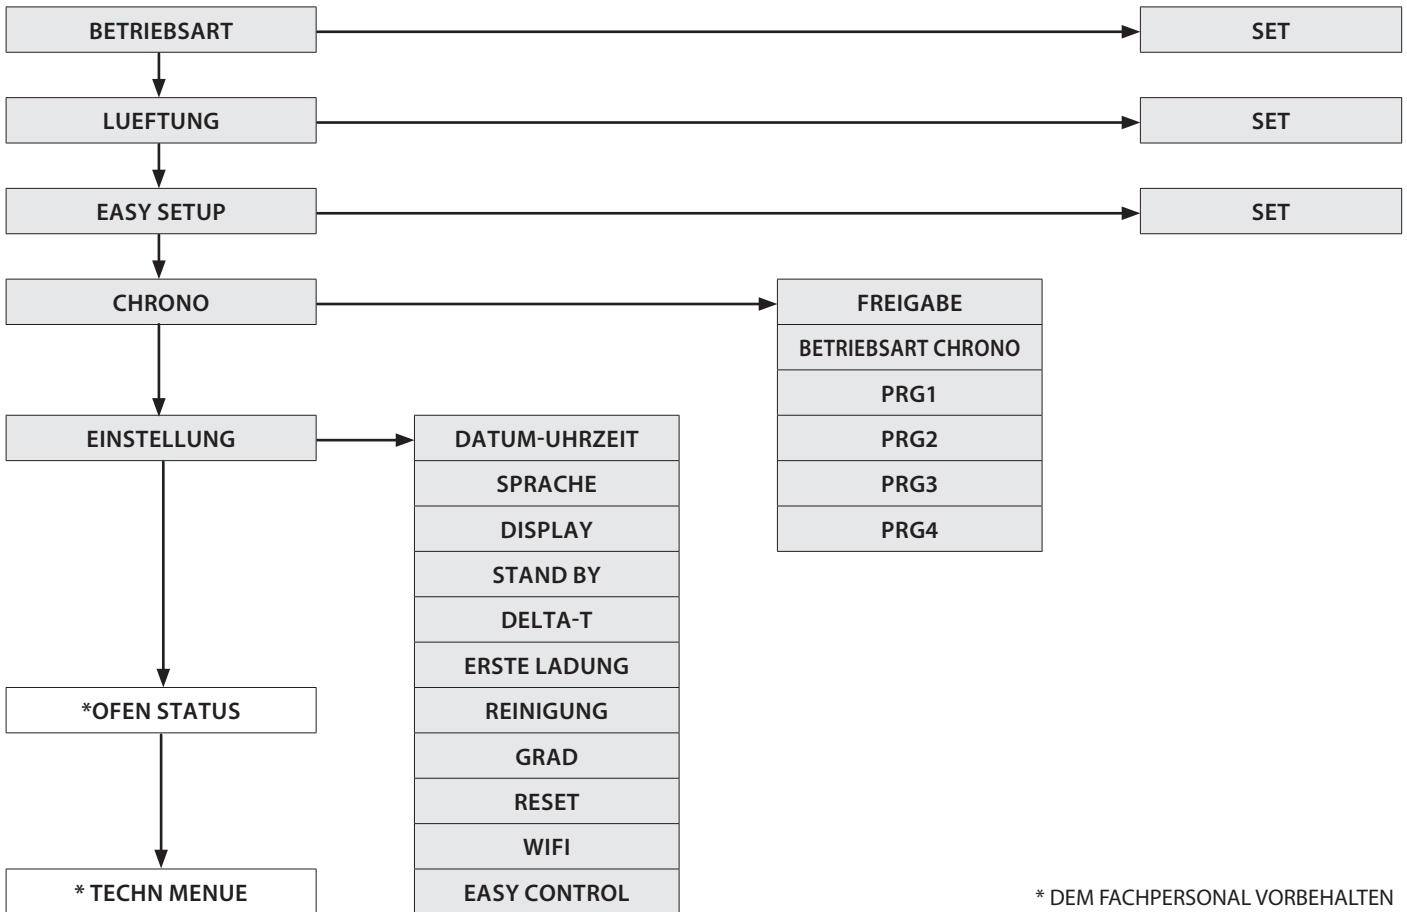 BETRIEBSART
SET
LUEFTUNG
SET
EASY SETUP
SET
CHRONO
FREIGABE
BETRIEBSART CHRONO
PRG1
PRG2
PRG3
PRG4
EINSTELLUNG
DATUM-UHRZEIT
SPRACHE
DISPLAY
STAND BY
DELTA-T
ERSTE LADUNG
REINIGUNG
GRAD
RESET
WIFI
EASY CONTROL
*OFEN STATUS
* TECHN MENUE
* DEM FACHPERSONAL VORBEHALTEN